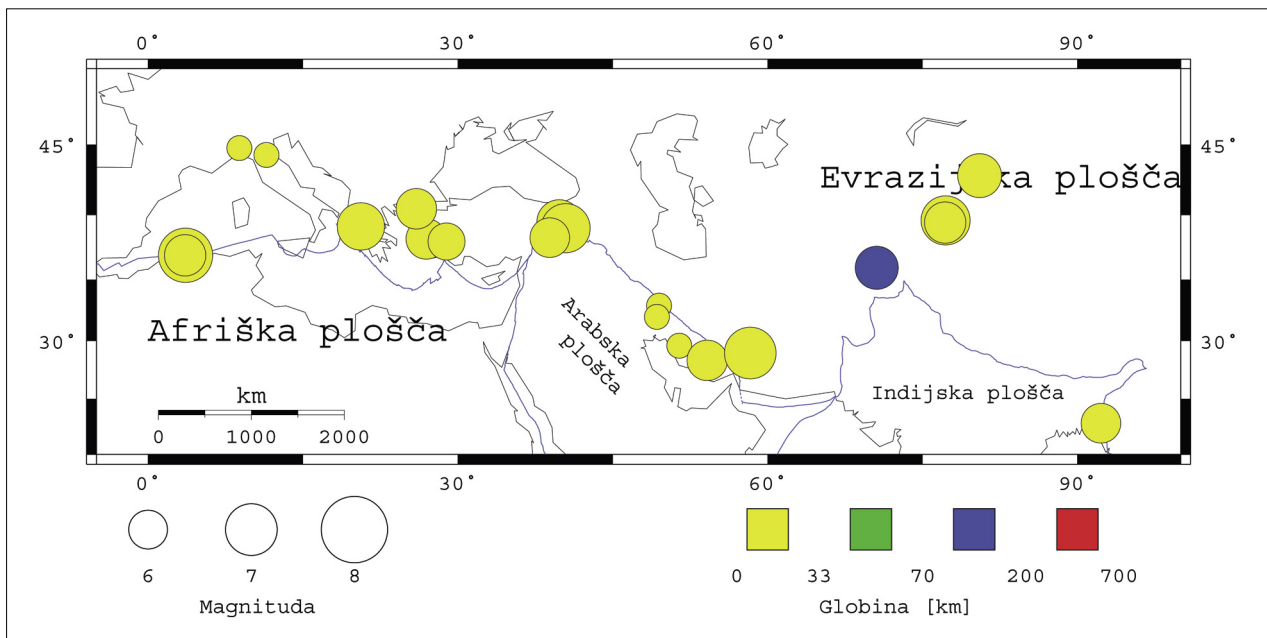 0° 30° 60° 90°
45° 45°
Evrazijska plošča
Afriška plošča
Arabska
plošča
30° 30°
Indijska plošča
km
0 1000 2000
0° 30° 60° 90°
6 7 8
0 33 70 200 700
Magnituda
Globina [km]